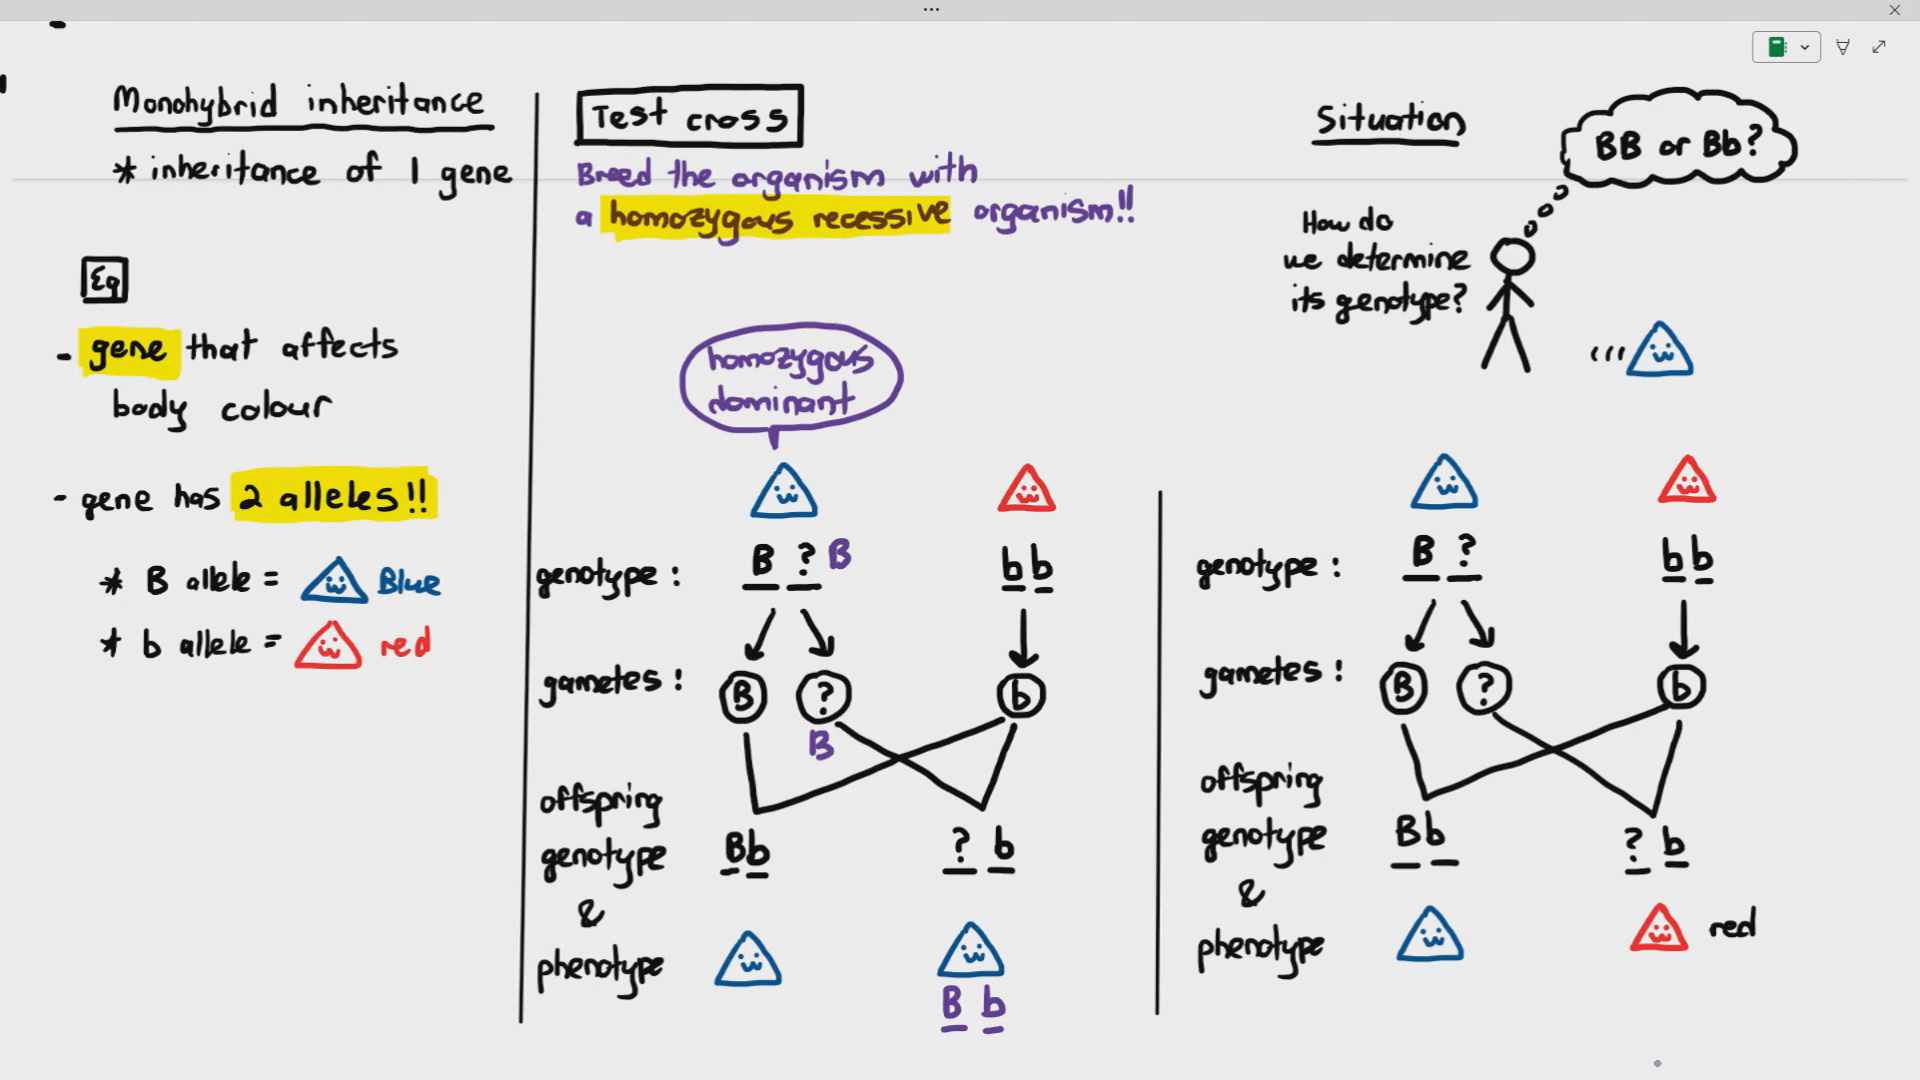 Monohybrid inheritance
* inheritance of 1 gene
Eg
- gene that affects
body colour
- gene has 2 alleles!!
* B allele = Blue
* b allele = red
Test cross
Breed the organism with
a homozygous recessive organism!!
homozygous
dominant
genotype : B ? B b b
gametes : B ? b
B
offspring
genotype Bb ? b
&
phenotype
B b
Situation
BB or Bb?
How do
we determine
its genotype?
genotype : B ? b b
gametes : B ? b
offspring
genotype Bb ? b
&
phenotype red